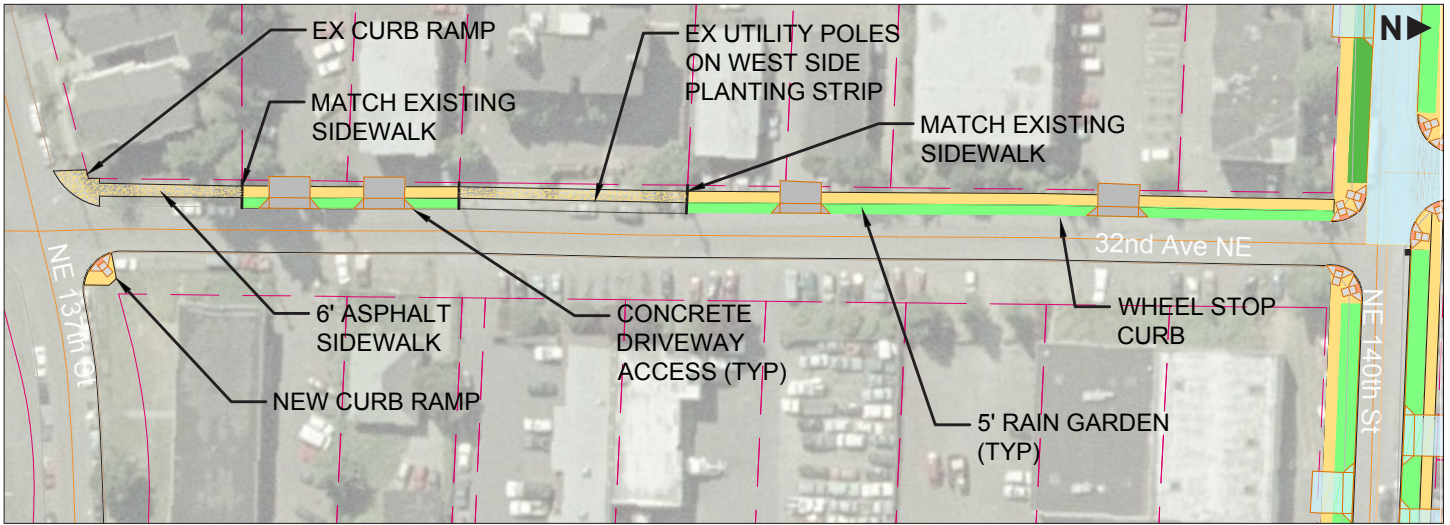 EX CURB RAMP
MATCH EXISTING
SIDEWALK
EX UTILITY POLES
ON WEST SIDE
PLANTING STRIP
MATCH EXISTING
SIDEWALK
N
32nd Ave NE
NE 137th St
6' ASPHALT
SIDEWALK
NEW CURB RAMP
CONCRETE
DRIVEWAY
ACCESS (TYP)
5' RAIN GARDEN
(TYP)
WHEEL STOP
CURB
NE 140th St